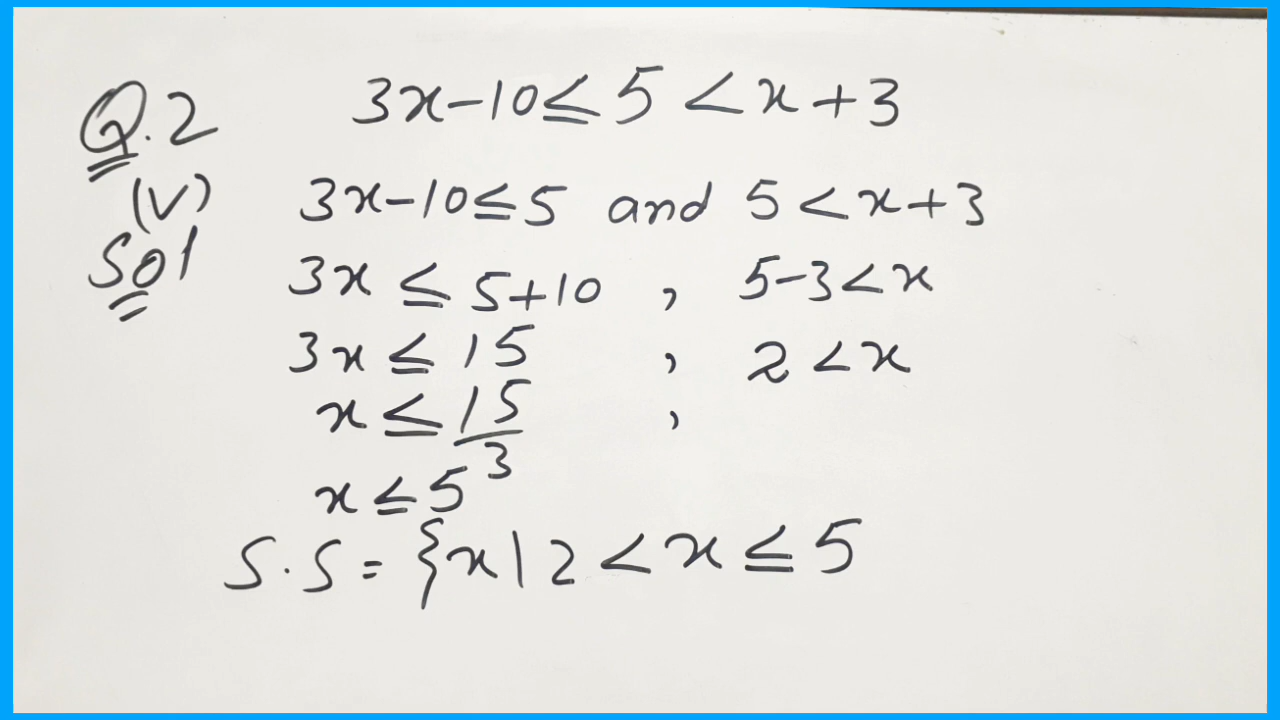 Q.2 3x-10≤5<x+3
(v) 3x-10≤5 and 5<x+3
Sol 3x≤5+10 , 5-3<x
3x≤15 , 2<x
x≤15/3 ,
x≤5
S.S={x|2<x≤5